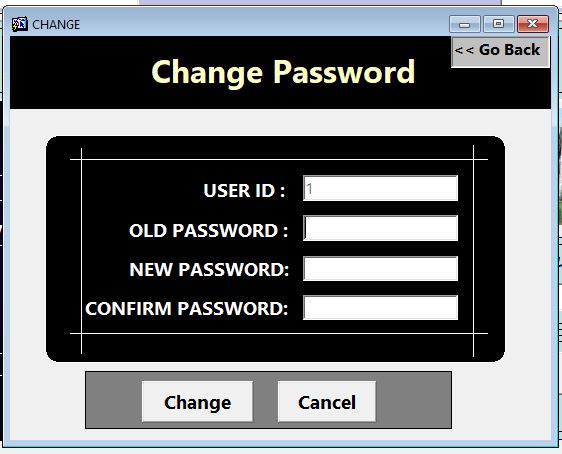 CHANGE
<< Go Back
Change Password
USER ID : 1
OLD PASSWORD :
NEW PASSWORD:
CONFIRM PASSWORD:
Change Cancel